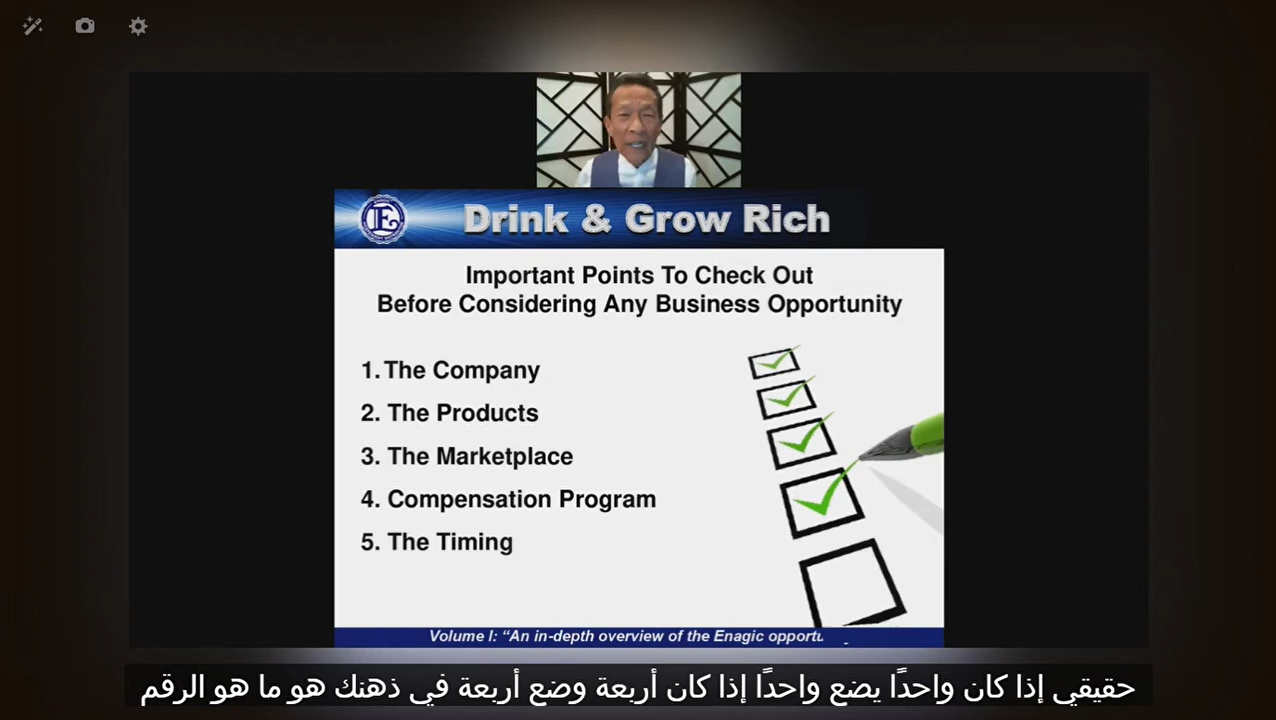 Drink & Grow Rich
Important Points To Check Out
Before Considering Any Business Opportunity
1. The Company
2. The Products
3. The Marketplace
4. Compensation Program
5. The Timing
Volume I: “An in-depth overview of the Enagic opportu
حقيقي إذا كان واحدًا يضع واحدًا إذا كان أربعة وضع أربعة في ذهنك هو ما هو الرقم